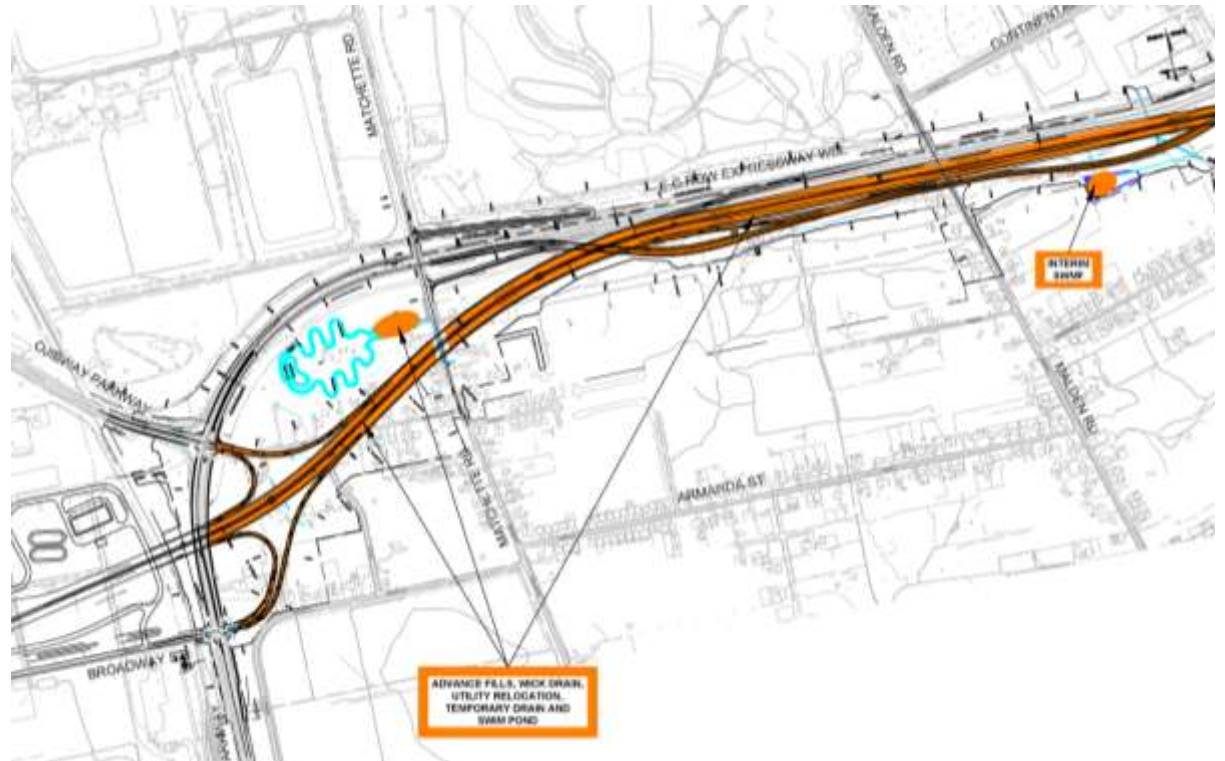 MATCHETTE RD
MALDEN RD
E C ROW EXPRESSWAY W
INTERIM
SWMF
OJIBWAY PARKWAY
MALDEN RD
MATCHETTE RD
ARMANDA ST
BROADWAY ST
ADVANCE FILLS, WICK DRAIN,
UTILITY RELOCATION,
TEMPORARY DRAIN AND
SWM POND